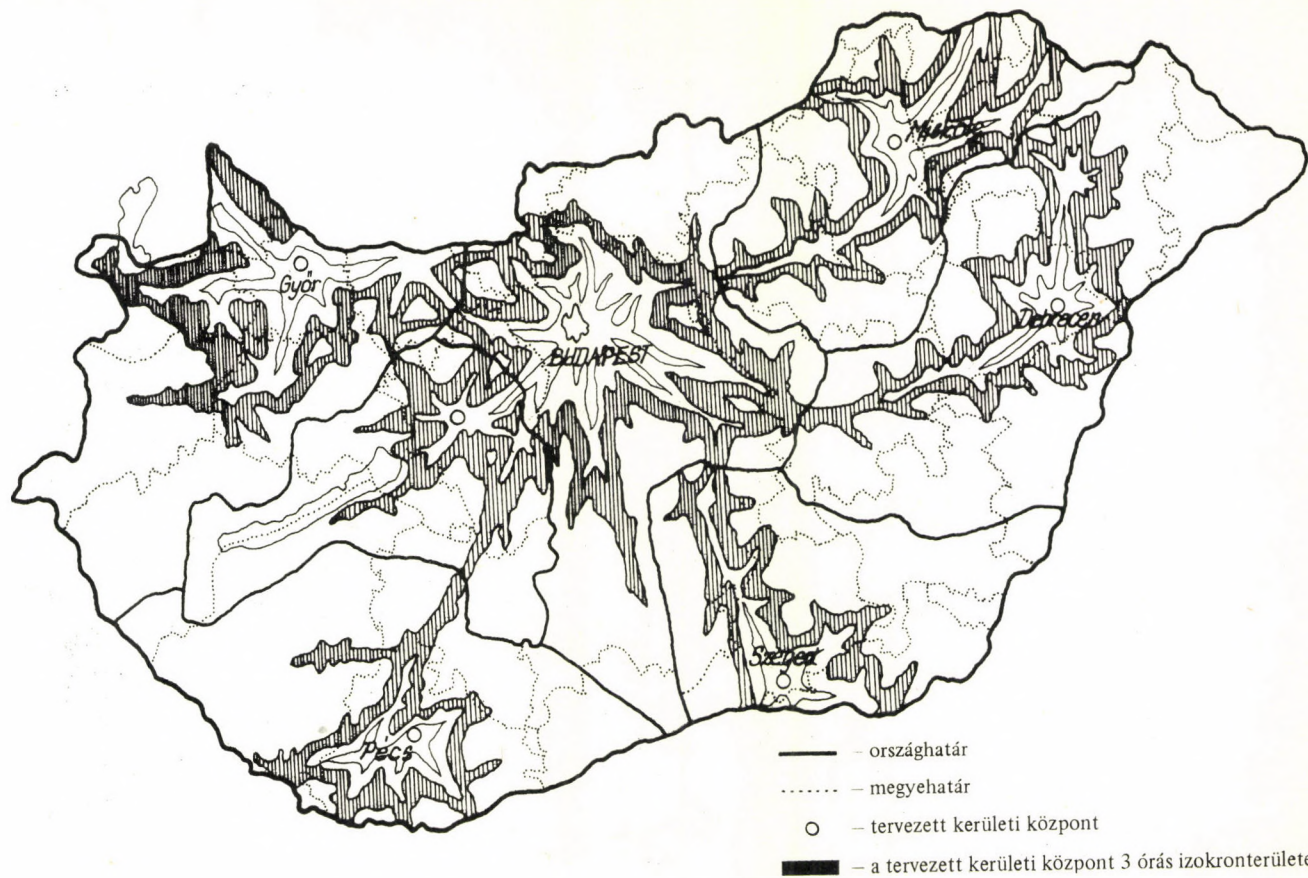 Miskolc
Győr
Debrecen
BUDAPEST
Szeged
Pécs
— országhatár
— megyehatár
— tervezett kerületi központ
— a tervezett kerületi központ 3 órás izokronterülete